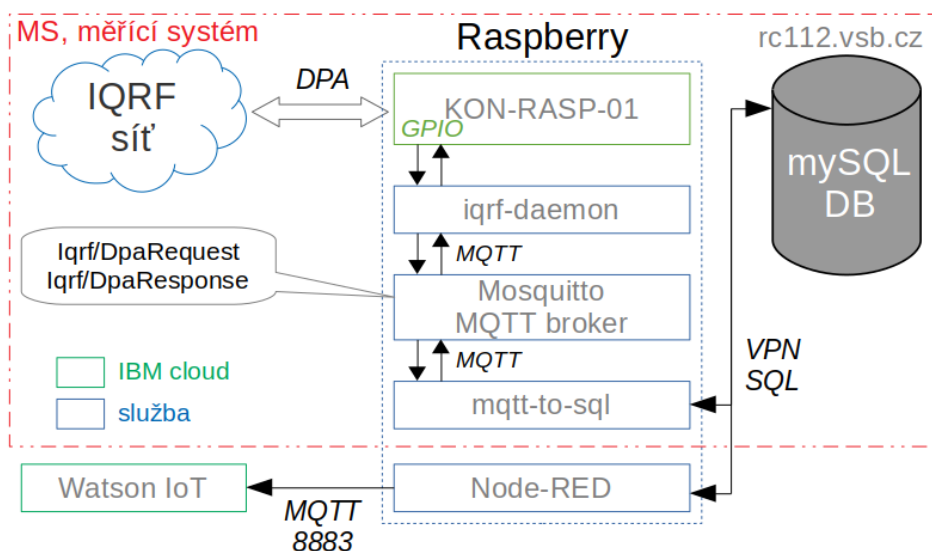 MS, měřící systém
Raspberry
rc112.vsb.cz
IQRF
síť
DPA
KON-RASP-01
GPIO
mySQL
DB
iqrf-daemon
MQTT
Iqrf/DpaRequest
Iqrf/DpaResponse
Mosquitto
MQTT broker
MQTT
VPN
SQL
IBM cloud
služba
mqtt-to-sql
Watson IoT
MQTT
8883
Node-RED